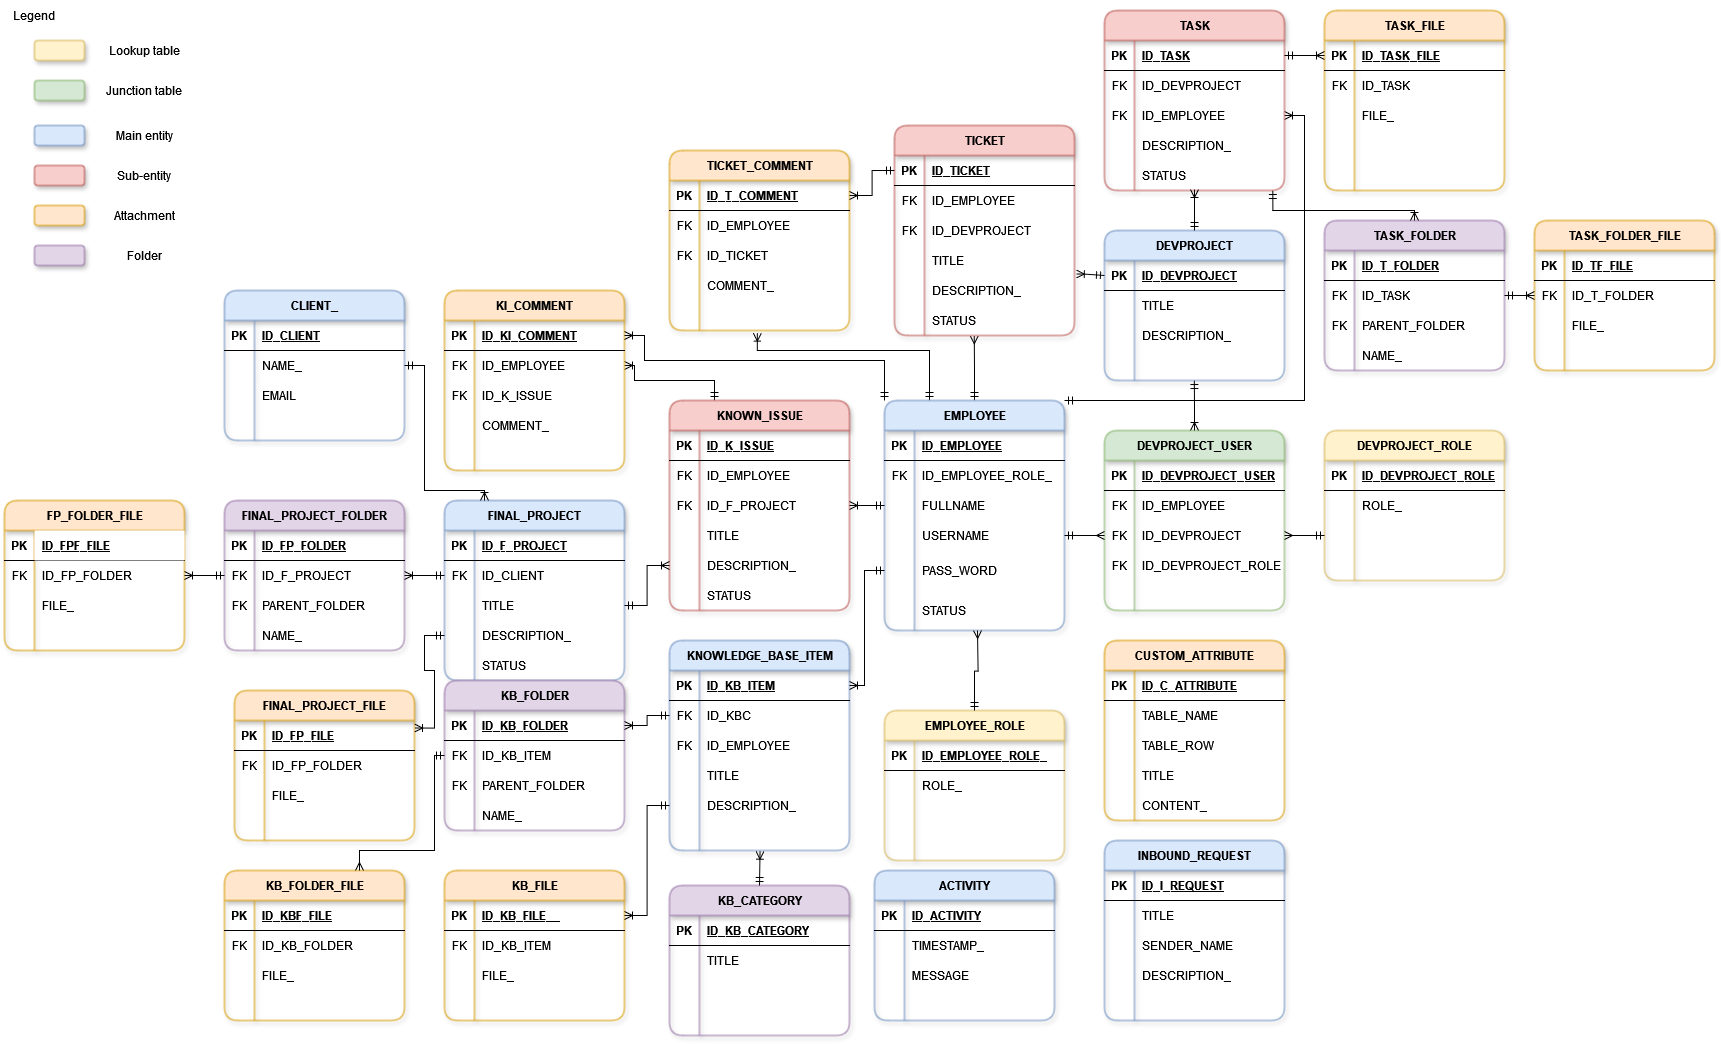 Legend
Lookup table
Junction table
Main entity
Sub-entity
Attachment
Folder
TASK
PK ID_TASK
FK ID_DEVPROJECT
FK ID_EMPLOYEE
DESCRIPTION_
STATUS
TASK_FILE
PK ID_TASK_FILE
FK ID_TASK
FILE_
TICKET
PK ID_TICKET
FK ID_EMPLOYEE
FK ID_DEVPROJECT
TITLE
DESCRIPTION_
STATUS
TICKET_COMMENT
PK ID_T_COMMENT
FK ID_EMPLOYEE
FK ID_TICKET
COMMENT_
DEVPROJECT
PK ID_DEVPROJECT
TITLE
DESCRIPTION_
TASK_FOLDER
PK ID_T_FOLDER
FK ID_TASK
FK PARENT_FOLDER
NAME_
TASK_FOLDER_FILE
PK ID_TF_FILE
FK ID_T_FOLDER
FILE_
CLIENT_
PK ID_CLIENT
NAME_
EMAIL
KI_COMMENT
PK ID_KI_COMMENT
FK ID_EMPLOYEE
FK ID_K_ISSUE
COMMENT_
KNOWN_ISSUE
PK ID_K_ISSUE
FK ID_EMPLOYEE
FK ID_F_PROJECT
TITLE
DESCRIPTION_
STATUS
EMPLOYEE
PK ID_EMPLOYEE
FK ID_EMPLOYEE_ROLE_
FULLNAME
USERNAME
PASS_WORD
STATUS
DEVPROJECT_USER
PK ID_DEVPROJECT_USER
FK ID_EMPLOYEE
FK ID_DEVPROJECT
FK ID_DEVPROJECT_ROLE
DEVPROJECT_ROLE
PK ID_DEVPROJECT_ROLE
ROLE_
FP_FOLDER_FILE
PK ID_FPF_FILE
FK ID_FP_FOLDER
FILE_
FINAL_PROJECT_FOLDER
PK ID_FP_FOLDER
FK ID_F_PROJECT
FK PARENT_FOLDER
NAME_
FINAL_PROJECT
PK ID_F_PROJECT
FK ID_CLIENT
TITLE
DESCRIPTION_
STATUS
KNOWLEDGE_BASE_ITEM
PK ID_KB_ITEM
FK ID_KBC
FK ID_EMPLOYEE
TITLE
DESCRIPTION_
CUSTOM_ATTRIBUTE
PK ID_C_ATTRIBUTE
TABLE_NAME
TABLE_ROW
TITLE
CONTENT_
FINAL_PROJECT_FILE
PK ID_FP_FILE
FK ID_FP_FOLDER
FILE_
KB_FOLDER
PK ID_KB_FOLDER
FK ID_KB_ITEM
FK PARENT_FOLDER
NAME_
EMPLOYEE_ROLE
PK ID_EMPLOYEE_ROLE_
ROLE_
KB_FOLDER_FILE
PK ID_KBF_FILE
FK ID_KB_FOLDER
FILE_
KB_FILE
PK ID_KB_FILE__
FK ID_KB_ITEM
FILE_
KB_CATEGORY
PK ID_KB_CATEGORY
TITLE
ACTIVITY
PK ID_ACTIVITY
TIMESTAMP_
MESSAGE
INBOUND_REQUEST
PK ID_I_REQUEST
TITLE
SENDER_NAME
DESCRIPTION_